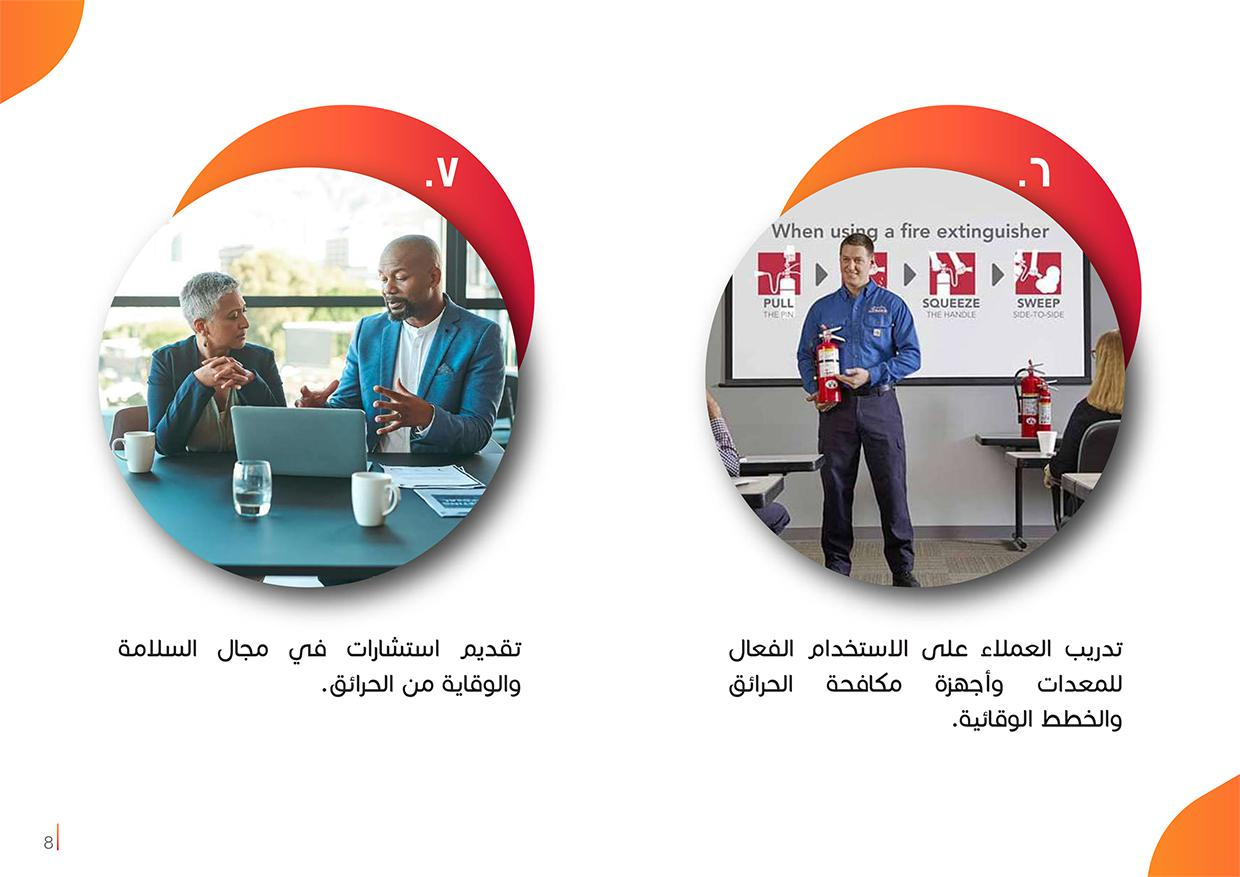 ٦.
When using a fire extinguisher
PULL
THE PIN
SQUEEZE
THE HANDLE
SWEEP
SIDE-TO-SIDE
تدريب العملاء على الاستخدام الفعال
للمعدات وأجهزة مكافحة الحرائق
والخطط الوقائية.
٧.
تقديم استشارات في مجال السلامة
والوقاية من الحرائق.
8